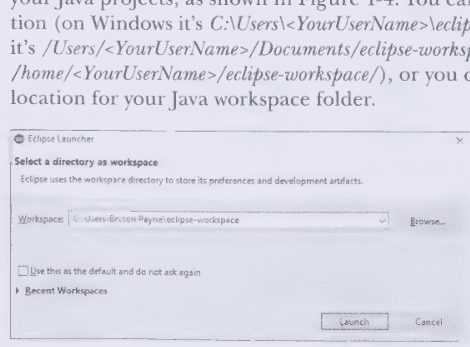 your Java projects, as shown in Figure 1-4. You ca
tion (on Windows it's C:\Users\<YourUserName>\eclip
it's /Users/<YourUserName>/Documents/eclipse-worksp
/home/<YourUserName>/eclipse-workspace/), or you c
location for your Java workspace folder.
Eclipse Launcher
Select a directory as workspace
Eclipse uses the workspace directory to store its preferences and development artifacts.
Workspace: Payne\eclipse-workspace Browse...
Use this as the default and do not ask again
Recent Workspaces
Launch Cancel